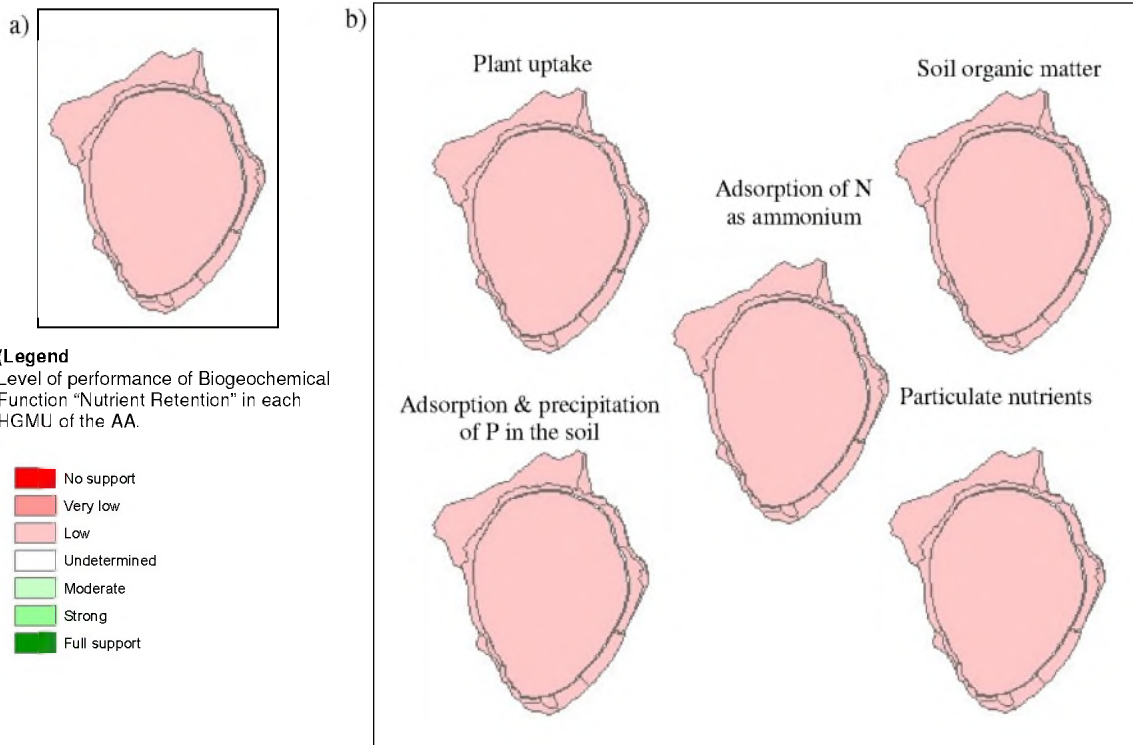 a)
b)
Plant uptake
Soil organic matter
Adsorption of N
as ammonium
Adsorption & precipitation
of P in the soil
Particulate nutrients
(Legend
Level of performance of Biogeochemical
Function “Nutrient Retention” in each
HGMU of the AA.
No support
Very low
Low
Undetermined
Moderate
Strong
Full support